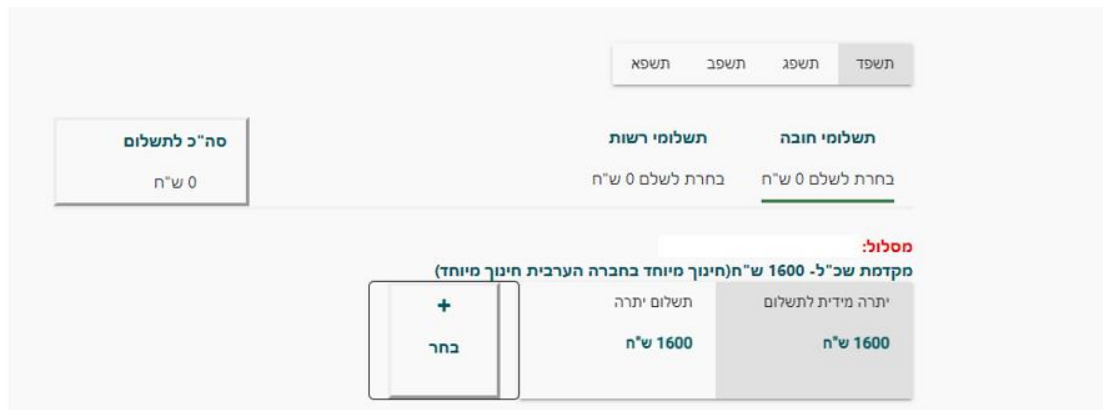 תשפד תשפג תשפב תשפא
תשלומי חובה תשלומי רשות סה"כ לתשלום
בחרת לשלם 0 ש"ח בחרת לשלם 0 ש"ח 0 ש"ח
מסלול:
מקדמת שכ"ל- 1600 ש"ח(חינוך מיוחד בחברה הערבית חינוך מיוחד)
יתרה מידית לתשלום תשלום יתרה +
1600 ש"ח 1600 ש"ח בחר